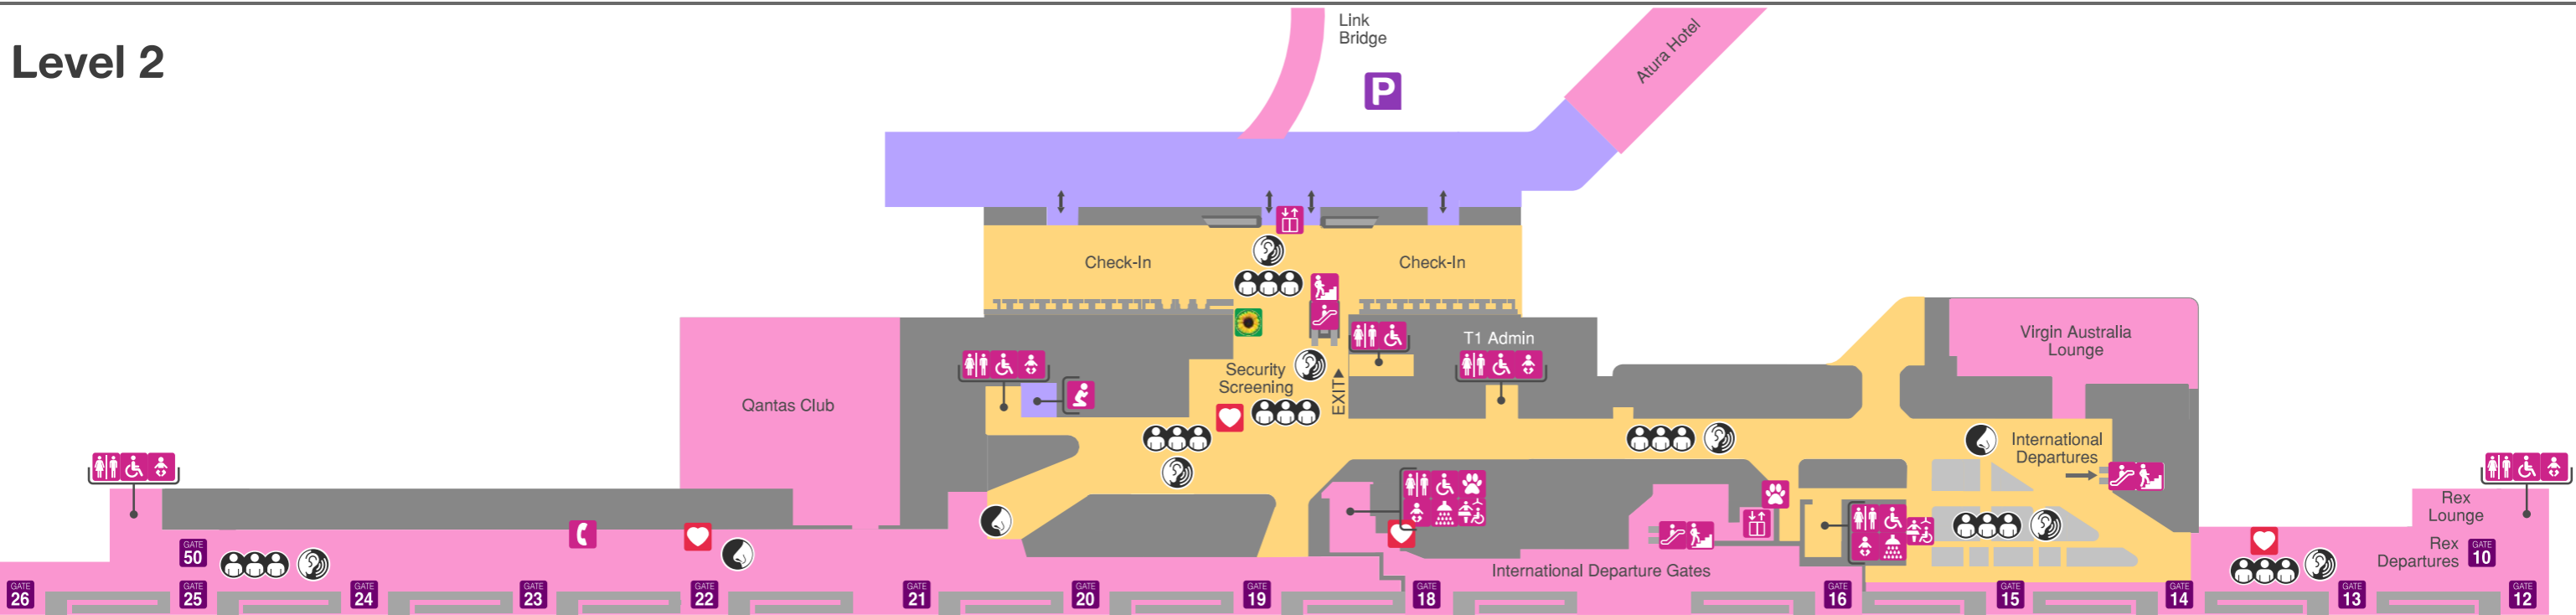 Link
Bridge
Level 2
P
Atura Hotel
Check-In
Check-In
T1 Admin
Virgin Australia
Lounge
Security
Screening
EXIT
Qantas Club
International
Departures
Rex
Lounge
Rex
Departures
GATE
10
GATE
50
International Departure Gates
GATE
26
GATE
25
GATE
24
GATE
23
GATE
22
GATE
21
GATE
20
GATE
19
GATE
18
GATE
16
GATE
15
GATE
14
GATE
13
GATE
12